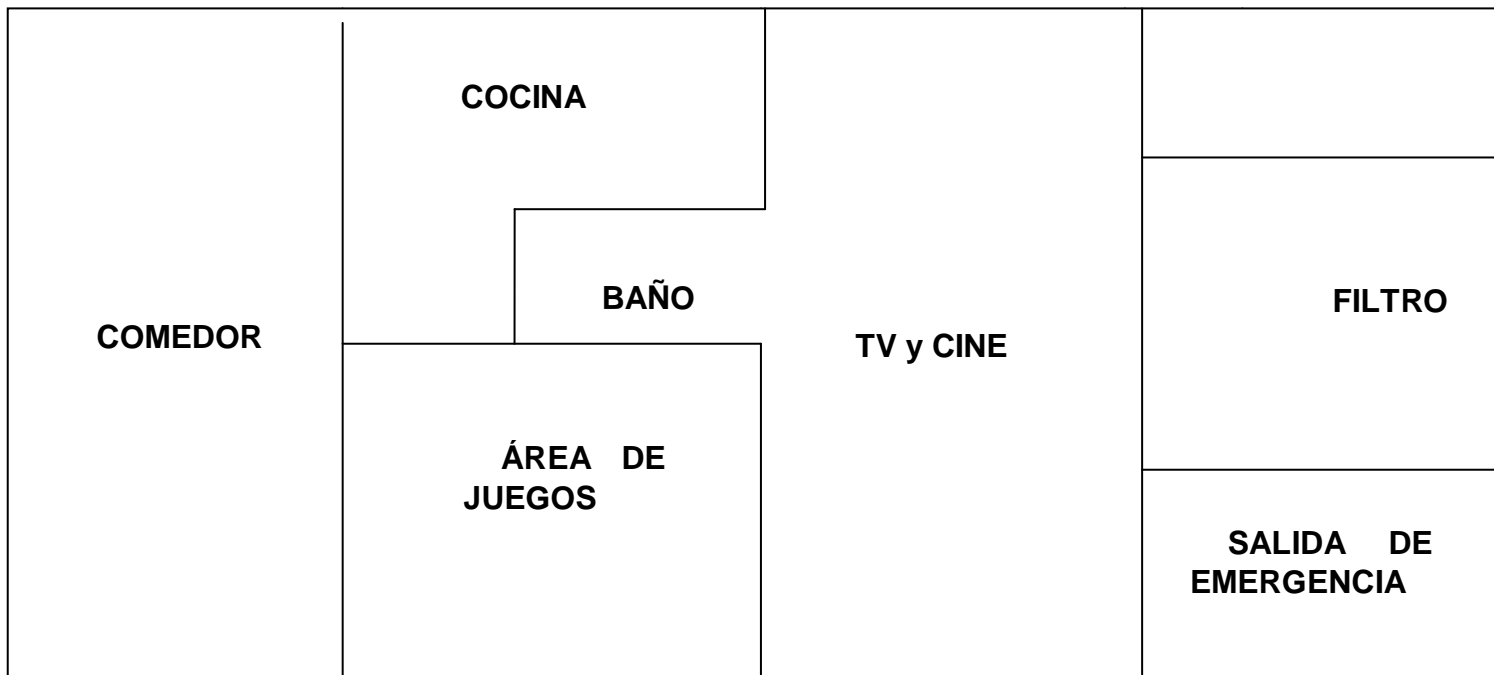 COCINA
BAÑO
FILTRO
COMEDOR
TV y CINE
ÁREA DE
JUEGOS
SALIDA DE
EMERGENCIA